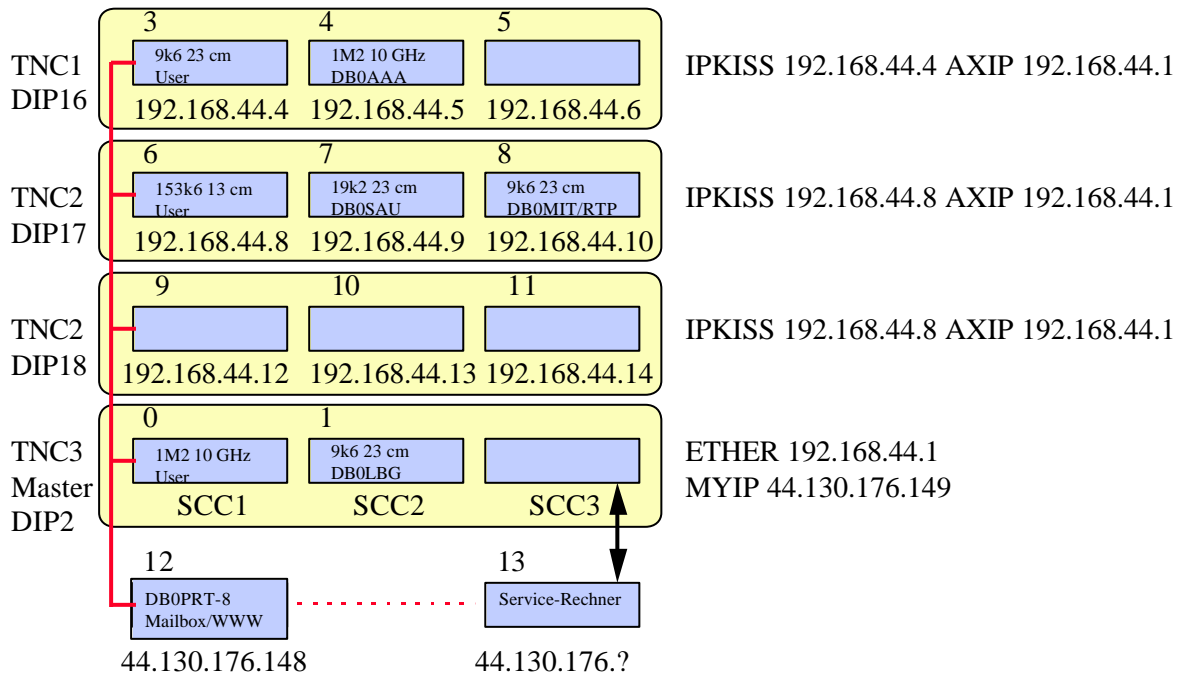 3 4 5
TNC1
DIP16
9k6 23 cm
User
1M2 10 GHz
DB0AAA
192.168.44.4 192.168.44.5 192.168.44.6
IPKISS 192.168.44.4 AXIP 192.168.44.1
6 7 8
TNC2
DIP17
153k6 13 cm
User
19k2 23 cm
DB0SAU
9k6 23 cm
DB0MIT/RTP
192.168.44.8 192.168.44.9 192.168.44.10
IPKISS 192.168.44.8 AXIP 192.168.44.1
9 10 11
TNC2
DIP18
192.168.44.12 192.168.44.13 192.168.44.14
IPKISS 192.168.44.8 AXIP 192.168.44.1
0 1
TNC3
Master
DIP2
1M2 10 GHz
User
9k6 23 cm
DB0LBG
SCC1 SCC2 SCC3
ETHER 192.168.44.1
MYIP 44.130.176.149
12 13
DB0PRT-8
Mailbox/WWW
Service-Rechner
44.130.176.148 44.130.176.?